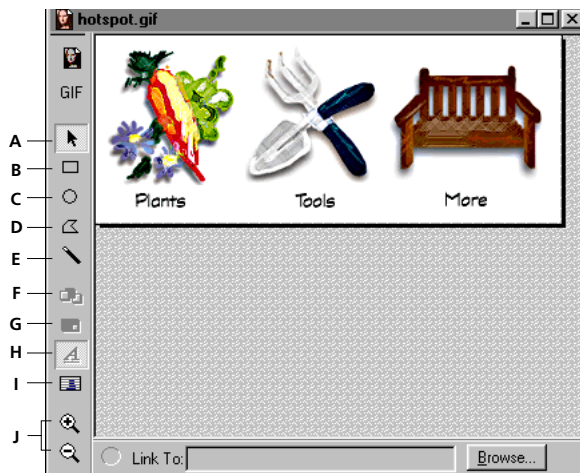 hotspot.gif
GIF
A
B
C
D
E
F
G
H
A
I
J
Plants Tools More
Link To: Browse...